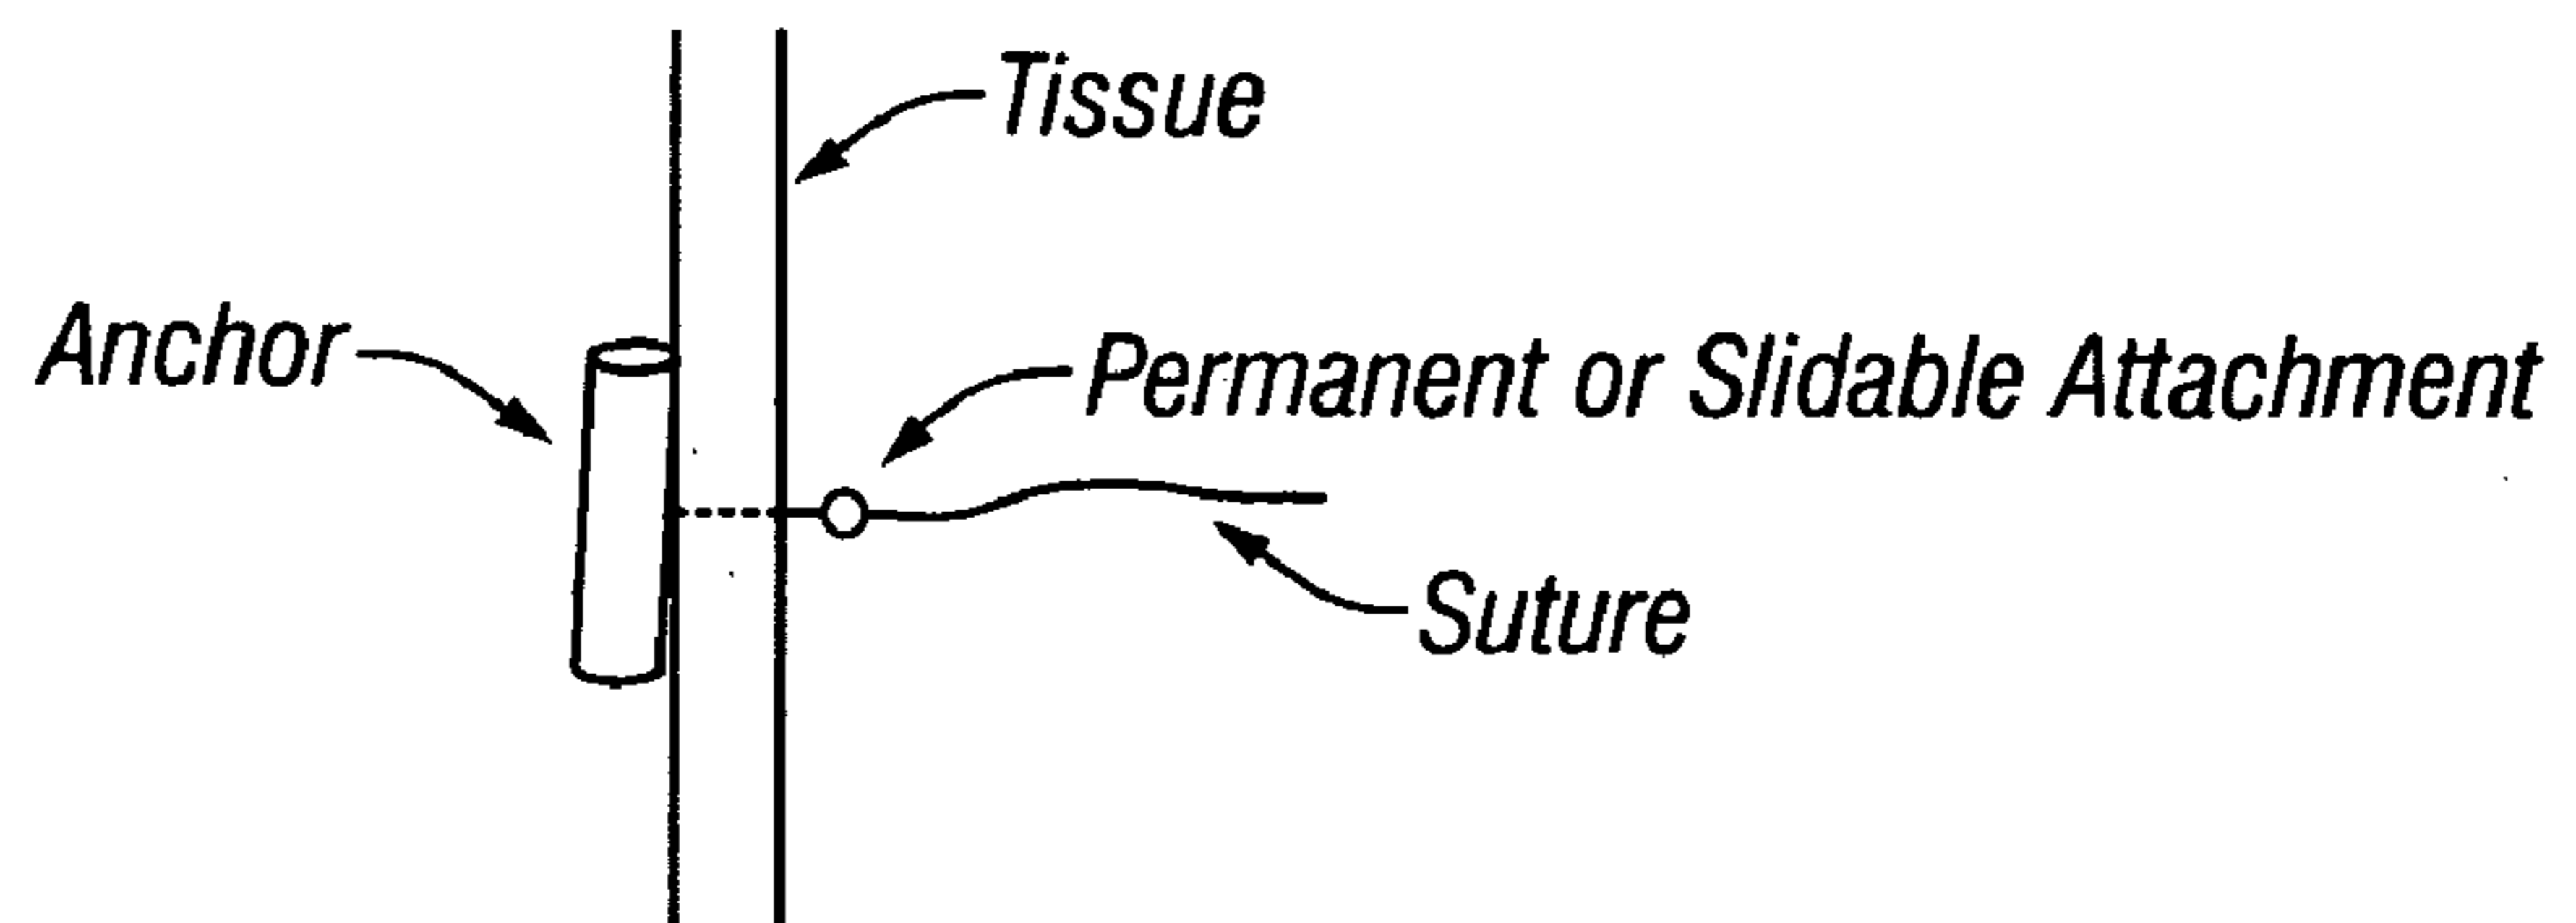 Tissue
Anchor
Permanent or Slidable Attachment
Suture